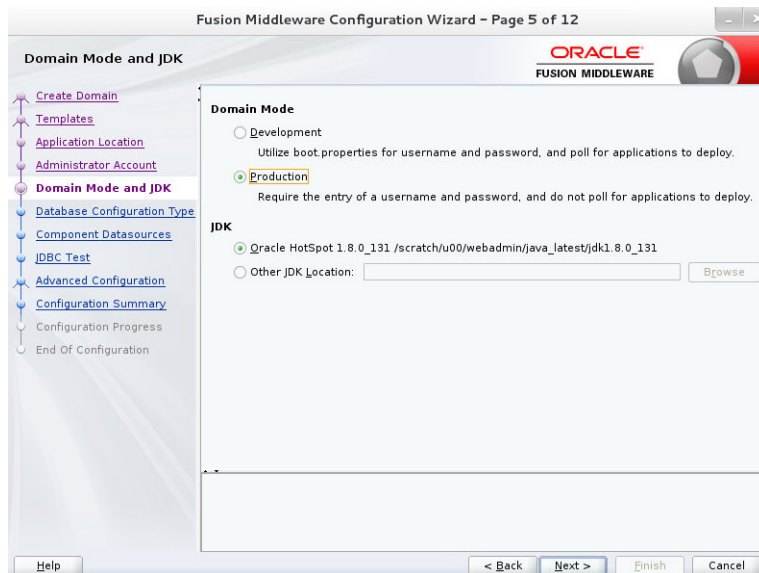 Fusion Middleware Configuration Wizard - Page 5 of 12
Domain Mode and JDK
ORACLE
FUSION MIDDLEWARE
Create Domain
Templates
Application Location
Administrator Account
Domain Mode and JDK
Database Configuration Type
Component Datasources
JDBC Test
Advanced Configuration
Configuration Summary
Configuration Progress
End Of Configuration
Domain Mode
Development
Utilize boot.properties for username and password, and poll for applications to deploy.
Production
Require the entry of a username and password, and do not poll for applications to deploy.
JDK
Oracle HotSpot 1.8.0_131 /scratch/u00/webadmin/java_latest/jdk1.8.0_131
Other JDK Location:
Browse
Help
< Back
Next >
Finish
Cancel